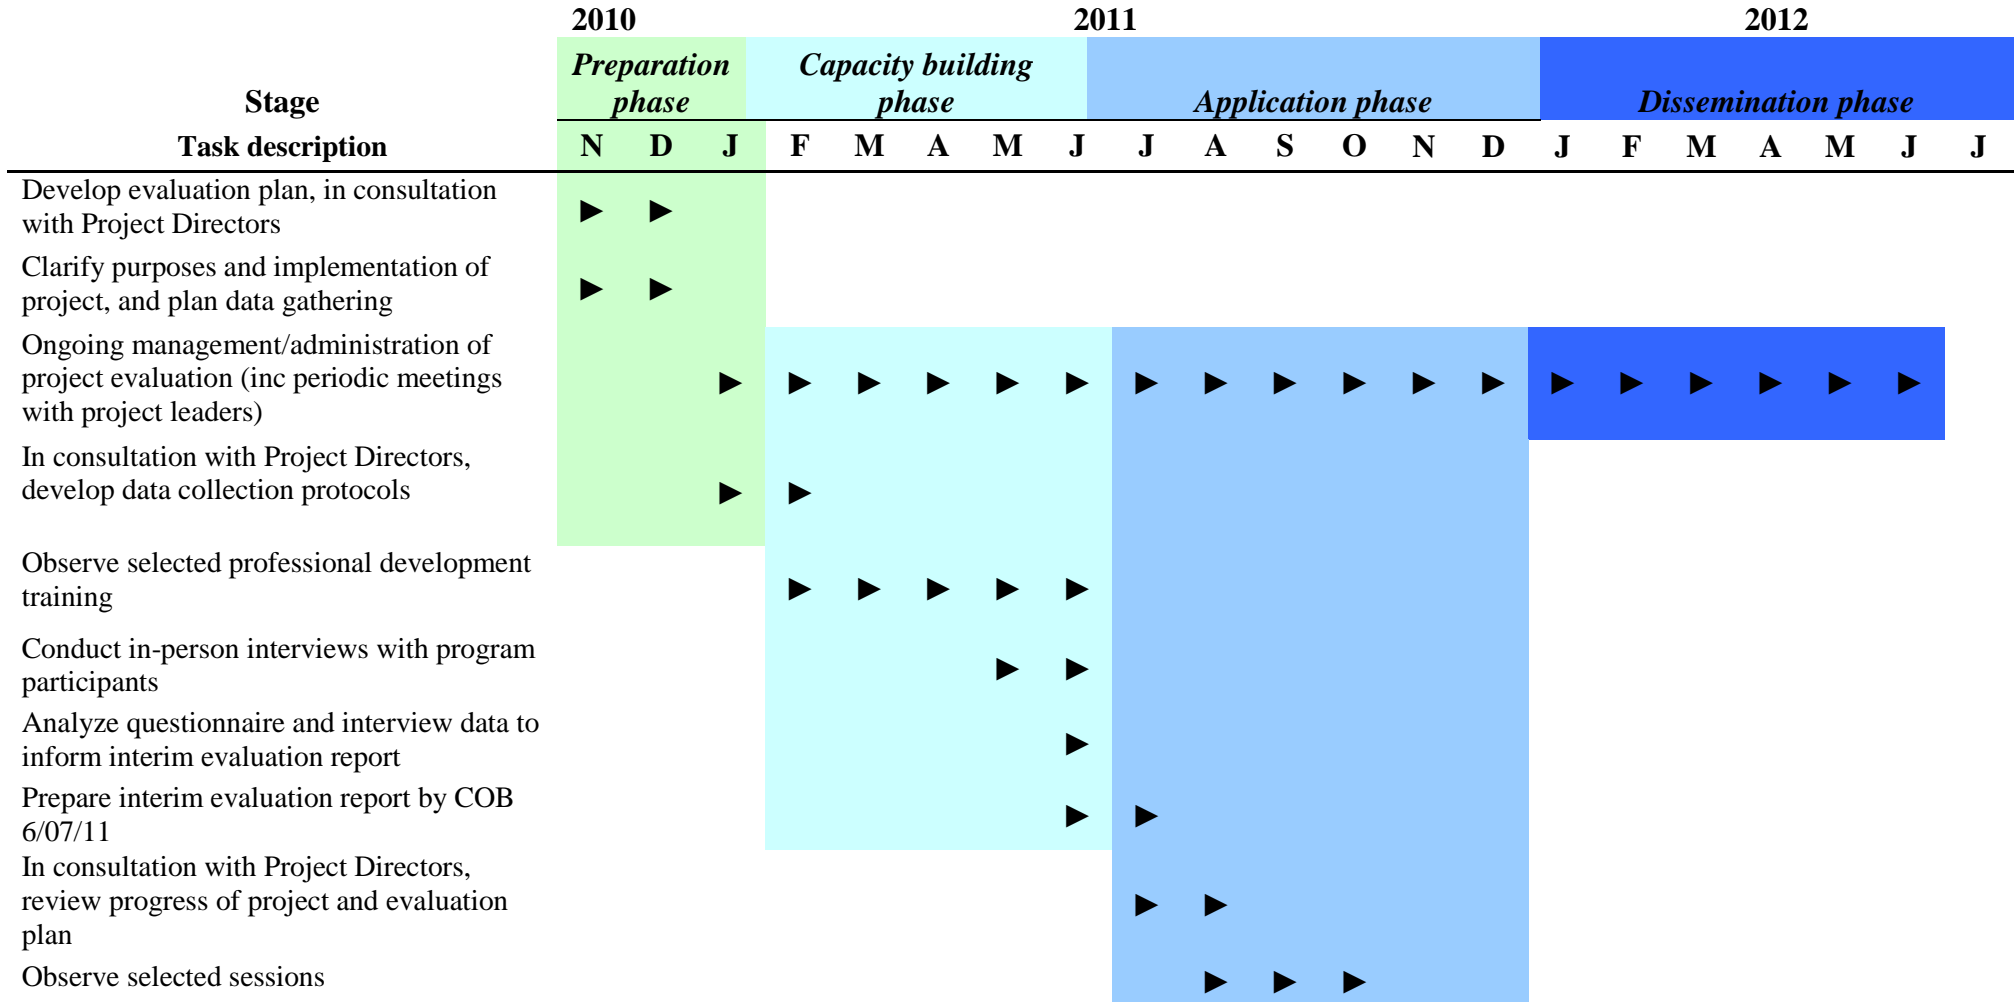 2010 2011 2012
Preparation Capacity building
Stage phase phase Application phase Dissemination phase
Task description N D J F M A M J J A S O N D J F M A M J J
Develop evaluation plan, in consultation
with Project Directors ► ►
Clarify purposes and implementation of
project, and plan data gathering ► ►
Ongoing management/administration of
project evaluation (inc periodic meetings ► ► ► ► ► ► ► ► ► ► ► ► ► ► ► ► ► ►
with project leaders)
In consultation with Project Directors,
develop data collection protocols ► ►
Observe selected professional development
training ► ► ► ► ►
Conduct in-person interviews with program
participants ► ►
Analyze questionnaire and interview data to
inform interim evaluation report ►
Prepare interim evaluation report by COB
6/07/11 ► ►
In consultation with Project Directors,
review progress of project and evaluation ► ►
plan
Observe selected sessions ► ► ►